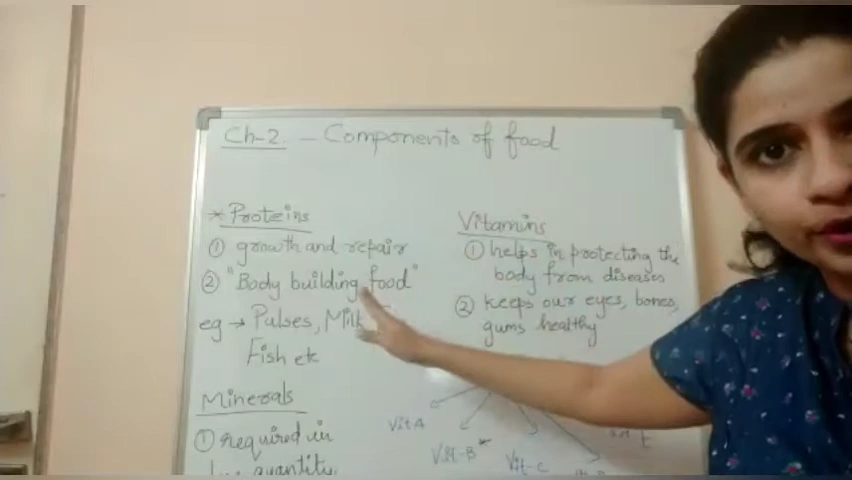 Ch-2. - Components of food
* Proteins
① growth and repair
② "Body building food"
eg → Pulses, Milk
Fish etc
Minerals
① required in
quantity.
Vitamins
① helps in protecting the
body from diseases
② keeps our eyes, bones,
gums healthy
Vit A
Vit-B*
Vit-C